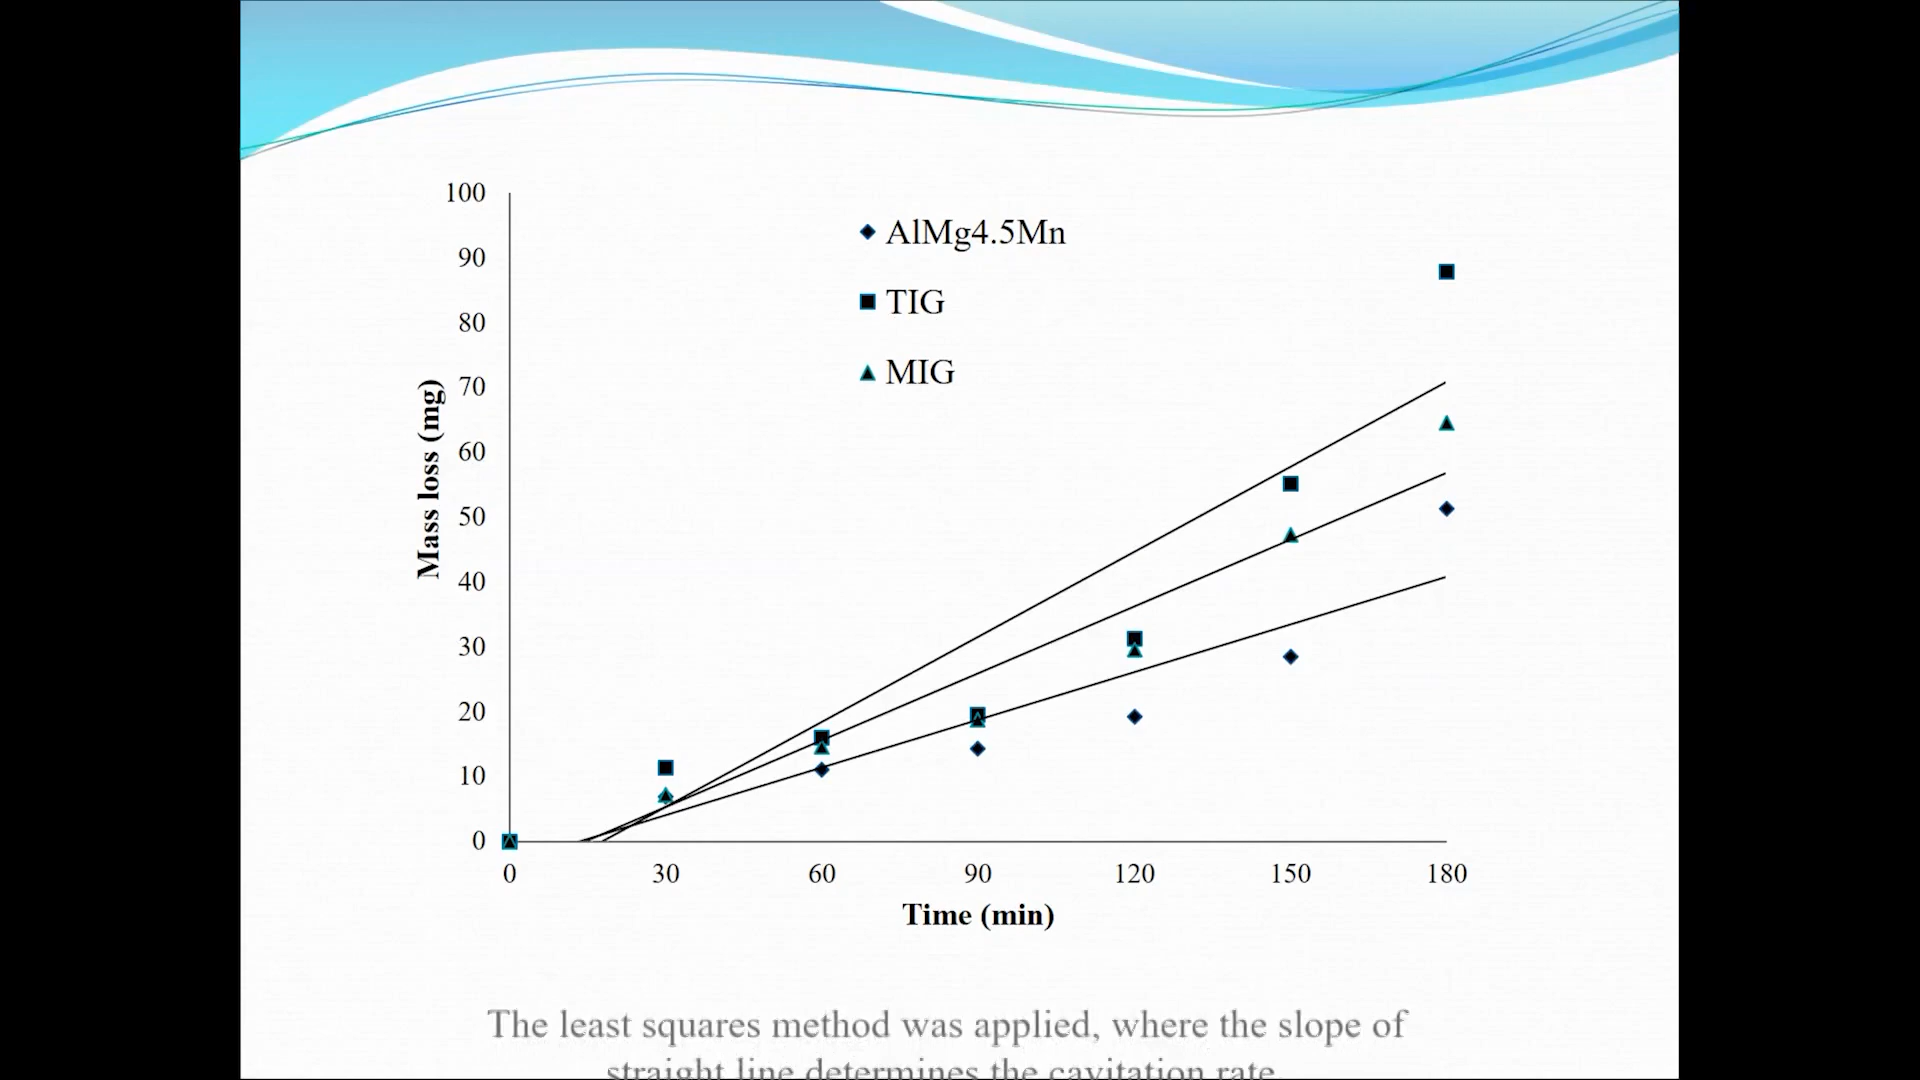 100
90
80
70
60
50
40
30
20
10
0
Mass loss (mg)
AlMg4.5Mn
TIG
MIG
0 30 60 90 120 150 180
Time (min)
The least squares method was applied, where the slope of
straight line determines the cavitation rate